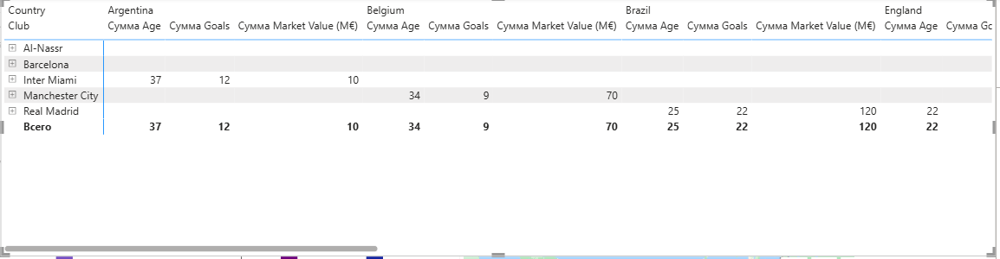 Country Argentina Belgium Brazil England
Club Сумма Age Сумма Goals Сумма Market Value (M€) Сумма Age Сумма Goals Сумма Market Value (M€) Сумма Age Сумма Goals Сумма Market Value (M€) Сумма Age Сумма Gc
Al-Nassr
Barcelona
Inter Miami 37 12 10
Manchester City 34 9 70
Real Madrid 25 22 120 22
Всего 37 12 10 34 9 70 25 22 120 22